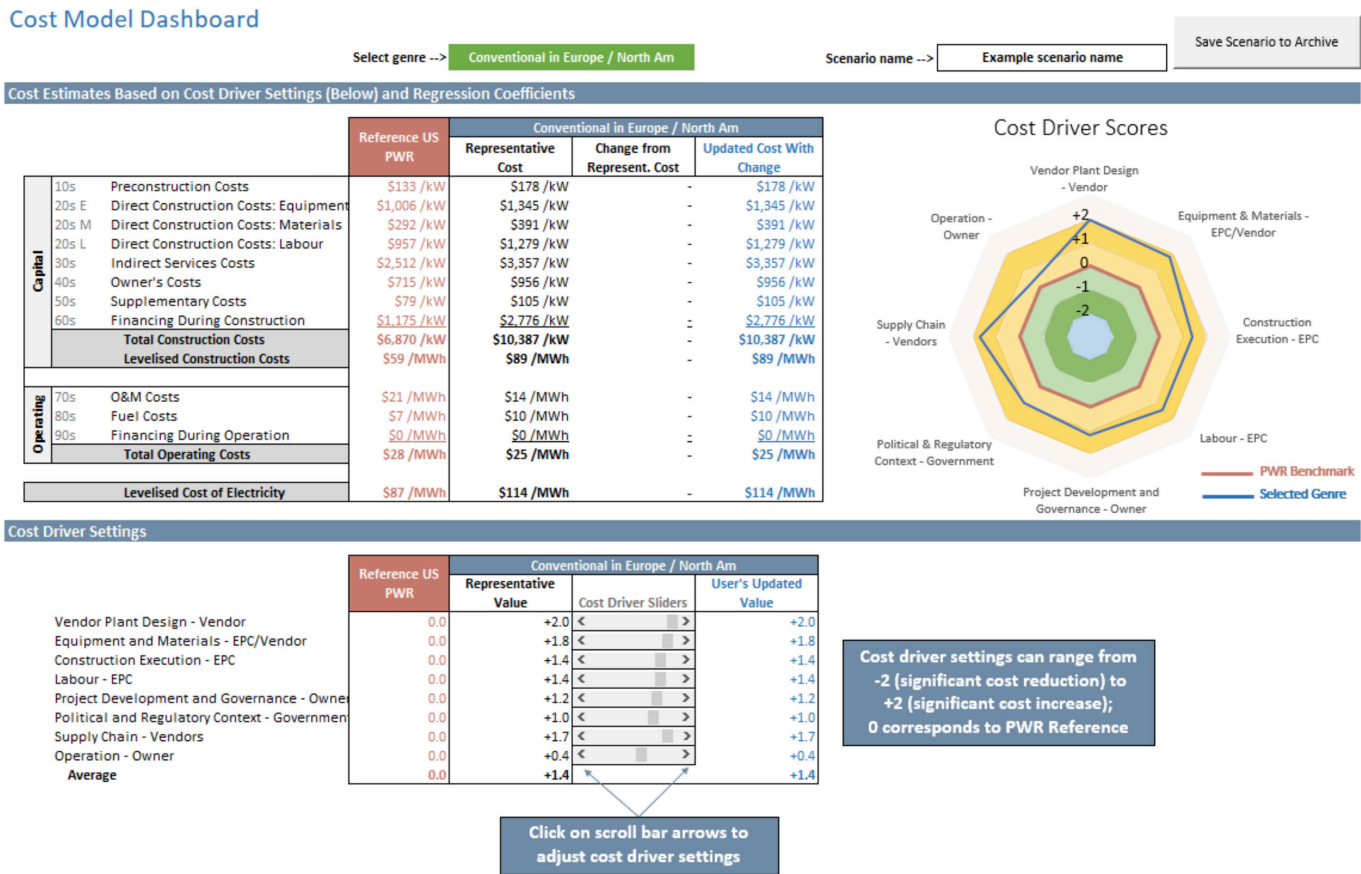 Cost Model Dashboard
Select genre --> Conventional in Europe / North Am Scenario name --> Example scenario name Save Scenario to Archive
Cost Estimates Based on Cost Driver Settings (Below) and Regression Coefficients
Reference US PWR
Conventional in Europe / North Am
Representative Cost
Change from Represent. Cost
Updated Cost With Change
Capital
10s Preconstruction Costs $133 /kW $178 /kW - $178 /kW
20s E Direct Construction Costs: Equipment $1,006 /kW $1,345 /kW - $1,345 /kW
20s M Direct Construction Costs: Materials $292 /kW $391 /kW - $391 /kW
20s L Direct Construction Costs: Labour $957 /kW $1,279 /kW - $1,279 /kW
30s Indirect Services Costs $2,512 /kW $3,357 /kW - $3,357 /kW
40s Owner's Costs $715 /kW $956 /kW - $956 /kW
50s Supplementary Costs $79 /kW $105 /kW - $105 /kW
60s Financing During Construction $1,175 /kW $2,776 /kW - $2,776 /kW
Total Construction Costs $6,870 /kW $10,387 /kW - $10,387 /kW
Levelised Construction Costs $59 /MWh $89 /MWh - $89 /MWh
Operating
70s O&M Costs $21 /MWh $14 /MWh - $14 /MWh
80s Fuel Costs $7 /MWh $10 /MWh - $10 /MWh
90s Financing During Operation $0 /MWh $0 /MWh - $0 /MWh
Total Operating Costs $28 /MWh $25 /MWh - $25 /MWh
Levelised Cost of Electricity $87 /MWh $114 /MWh - $114 /MWh
Cost Driver Scores
Vendor Plant Design
- Vendor
Equipment & Materials -
EPC/Vendor
Construction
Execution - EPC
Labour - EPC
Project Development and
Governance - Owner
Political & Regulatory
Context - Government
Supply Chain
- Vendors
Operation -
Owner
+2
+1
0
-1
-2
PWR Benchmark
Selected Genre
Cost Driver Settings
Reference US PWR
Conventional in Europe / North Am
Representative Value
Cost Driver Sliders
User's Updated Value
Vendor Plant Design - Vendor 0.0 +2.0 < > +2.0
Equipment and Materials - EPC/Vendor 0.0 +1.8 < > +1.8
Construction Execution - EPC 0.0 +1.4 < > +1.4
Labour - EPC 0.0 +1.4 < > +1.4
Project Development and Governance - Owner 0.0 +1.2 < > +1.2
Political and Regulatory Context - Governmen 0.0 +1.0 < > +1.0
Supply Chain - Vendors 0.0 +1.7 < > +1.7
Operation - Owner 0.0 +0.4 < > +0.4
Average 0.0 +1.4 +1.4
Cost driver settings can range from
-2 (significant cost reduction) to
+2 (significant cost increase);
0 corresponds to PWR Reference
Click on scroll bar arrows to
adjust cost driver settings